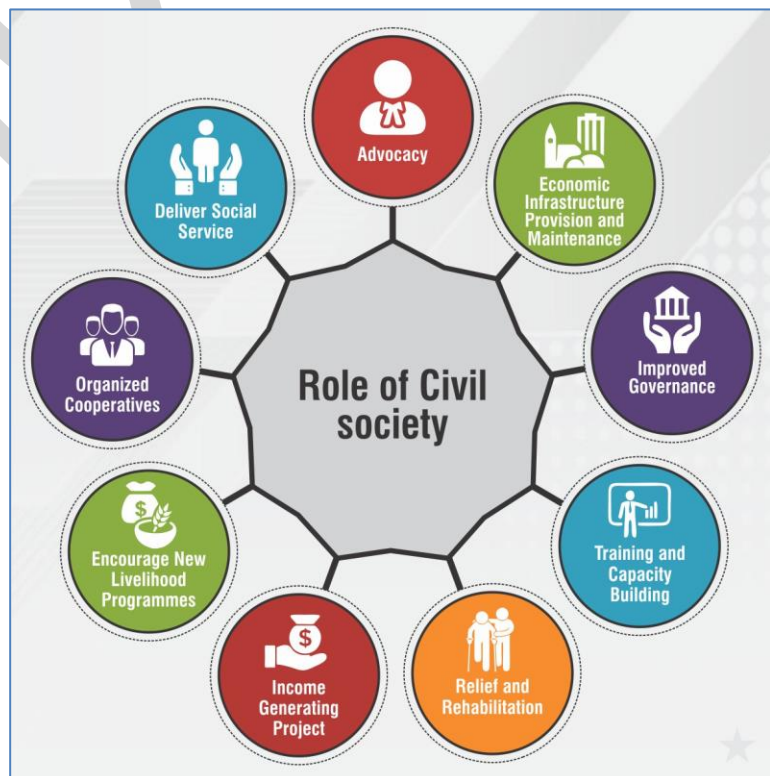 Role of Civil
society
Advocacy
Economic
Infrastructure
Provision and
Maintenance
Improved
Governance
Training and
Capacity
Building
Relief and
Rehabilitation
Income
Generating
Project
Encourage New
Livelihood
Programmes
Organized
Cooperatives
Deliver Social
Service